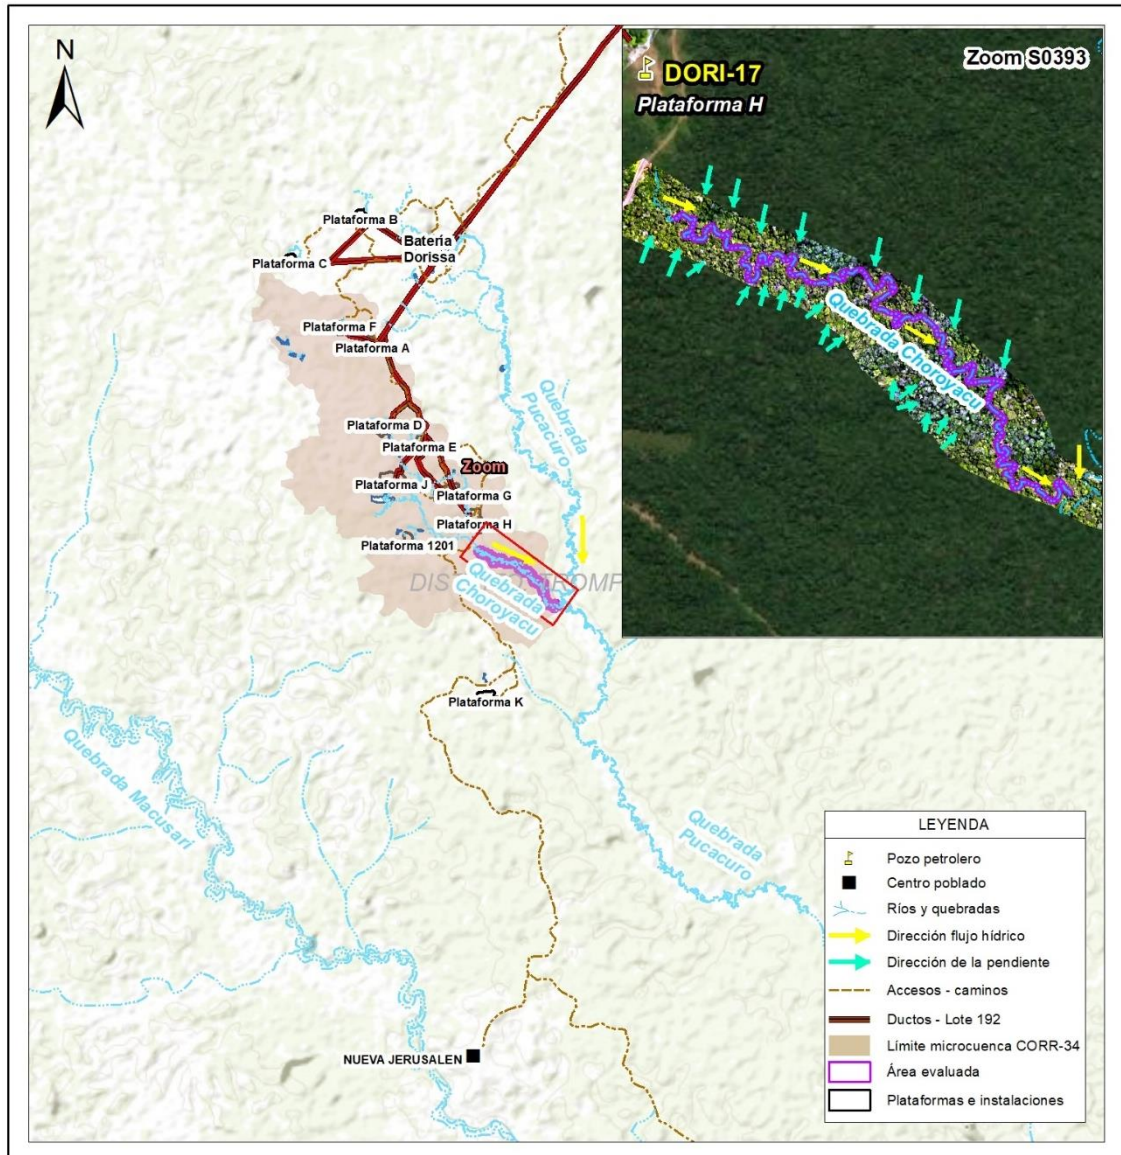 N
Zoom S0393
DORI-17
Plataforma H
Quebrada Choroyacu
Plataforma B
Batería
Dorissa
Plataforma C
Plataforma F
Plataforma A
Quebrada
Pucacuro
Plataforma D
Plataforma E
Zoom
Plataforma J
Plataforma G
Plataforma H
Plataforma 1201
Quebrada
Choroyacu
Plataforma K
Quebrada Macusari
Quebrada
Pucacuro
NUEVA JERUSALEN
LEYENDA
Pozo petrolero
Centro poblado
Ríos y quebradas
Dirección flujo hídrico
Dirección de la pendiente
Accesos - caminos
Ductos - Lote 192
Límite microcuenca CORR-34
Área evaluada
Plataformas e instalaciones